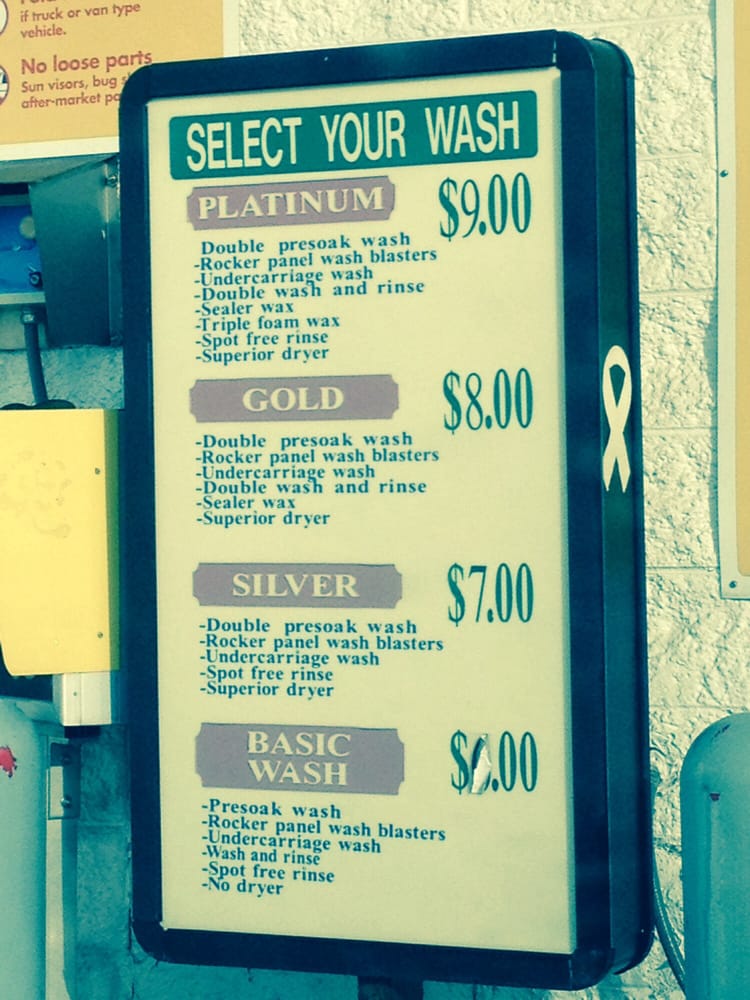 if truck or van type
vehicle.
No loose parts
Sun visors, bug
after-market
SELECT YOUR WASH
PLATINUM $9.00
Double presoak wash
-Rocker panel wash blasters
-Undercarriage wash
-Double wash and rinse
-Sealer wax
-Triple foam wax
-Spot free rinse
-Superior dryer
GOLD $8.00
-Double presoak wash
-Rocker panel wash blasters
-Undercarriage wash
-Double wash and rinse
-Sealer wax
-Superior dryer
SILVER $7.00
-Double presoak wash
-Rocker panel wash blasters
-Undercarriage wash
-Spot free rinse
-Superior dryer
BASIC
WASH $6.00
-Presoak wash
-Rocker panel wash blasters
-Undercarriage wash
-Wash and rinse
-Spot free rinse
-No dryer